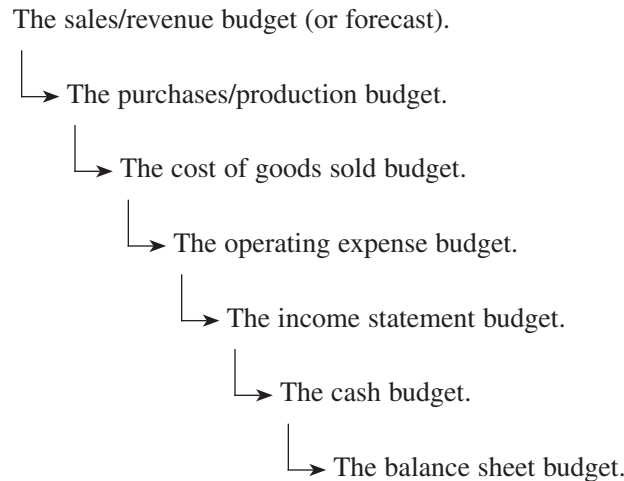 The sales/revenue budget (or forecast).
The purchases/production budget.
The cost of goods sold budget.
The operating expense budget.
The income statement budget.
The cash budget.
The balance sheet budget.